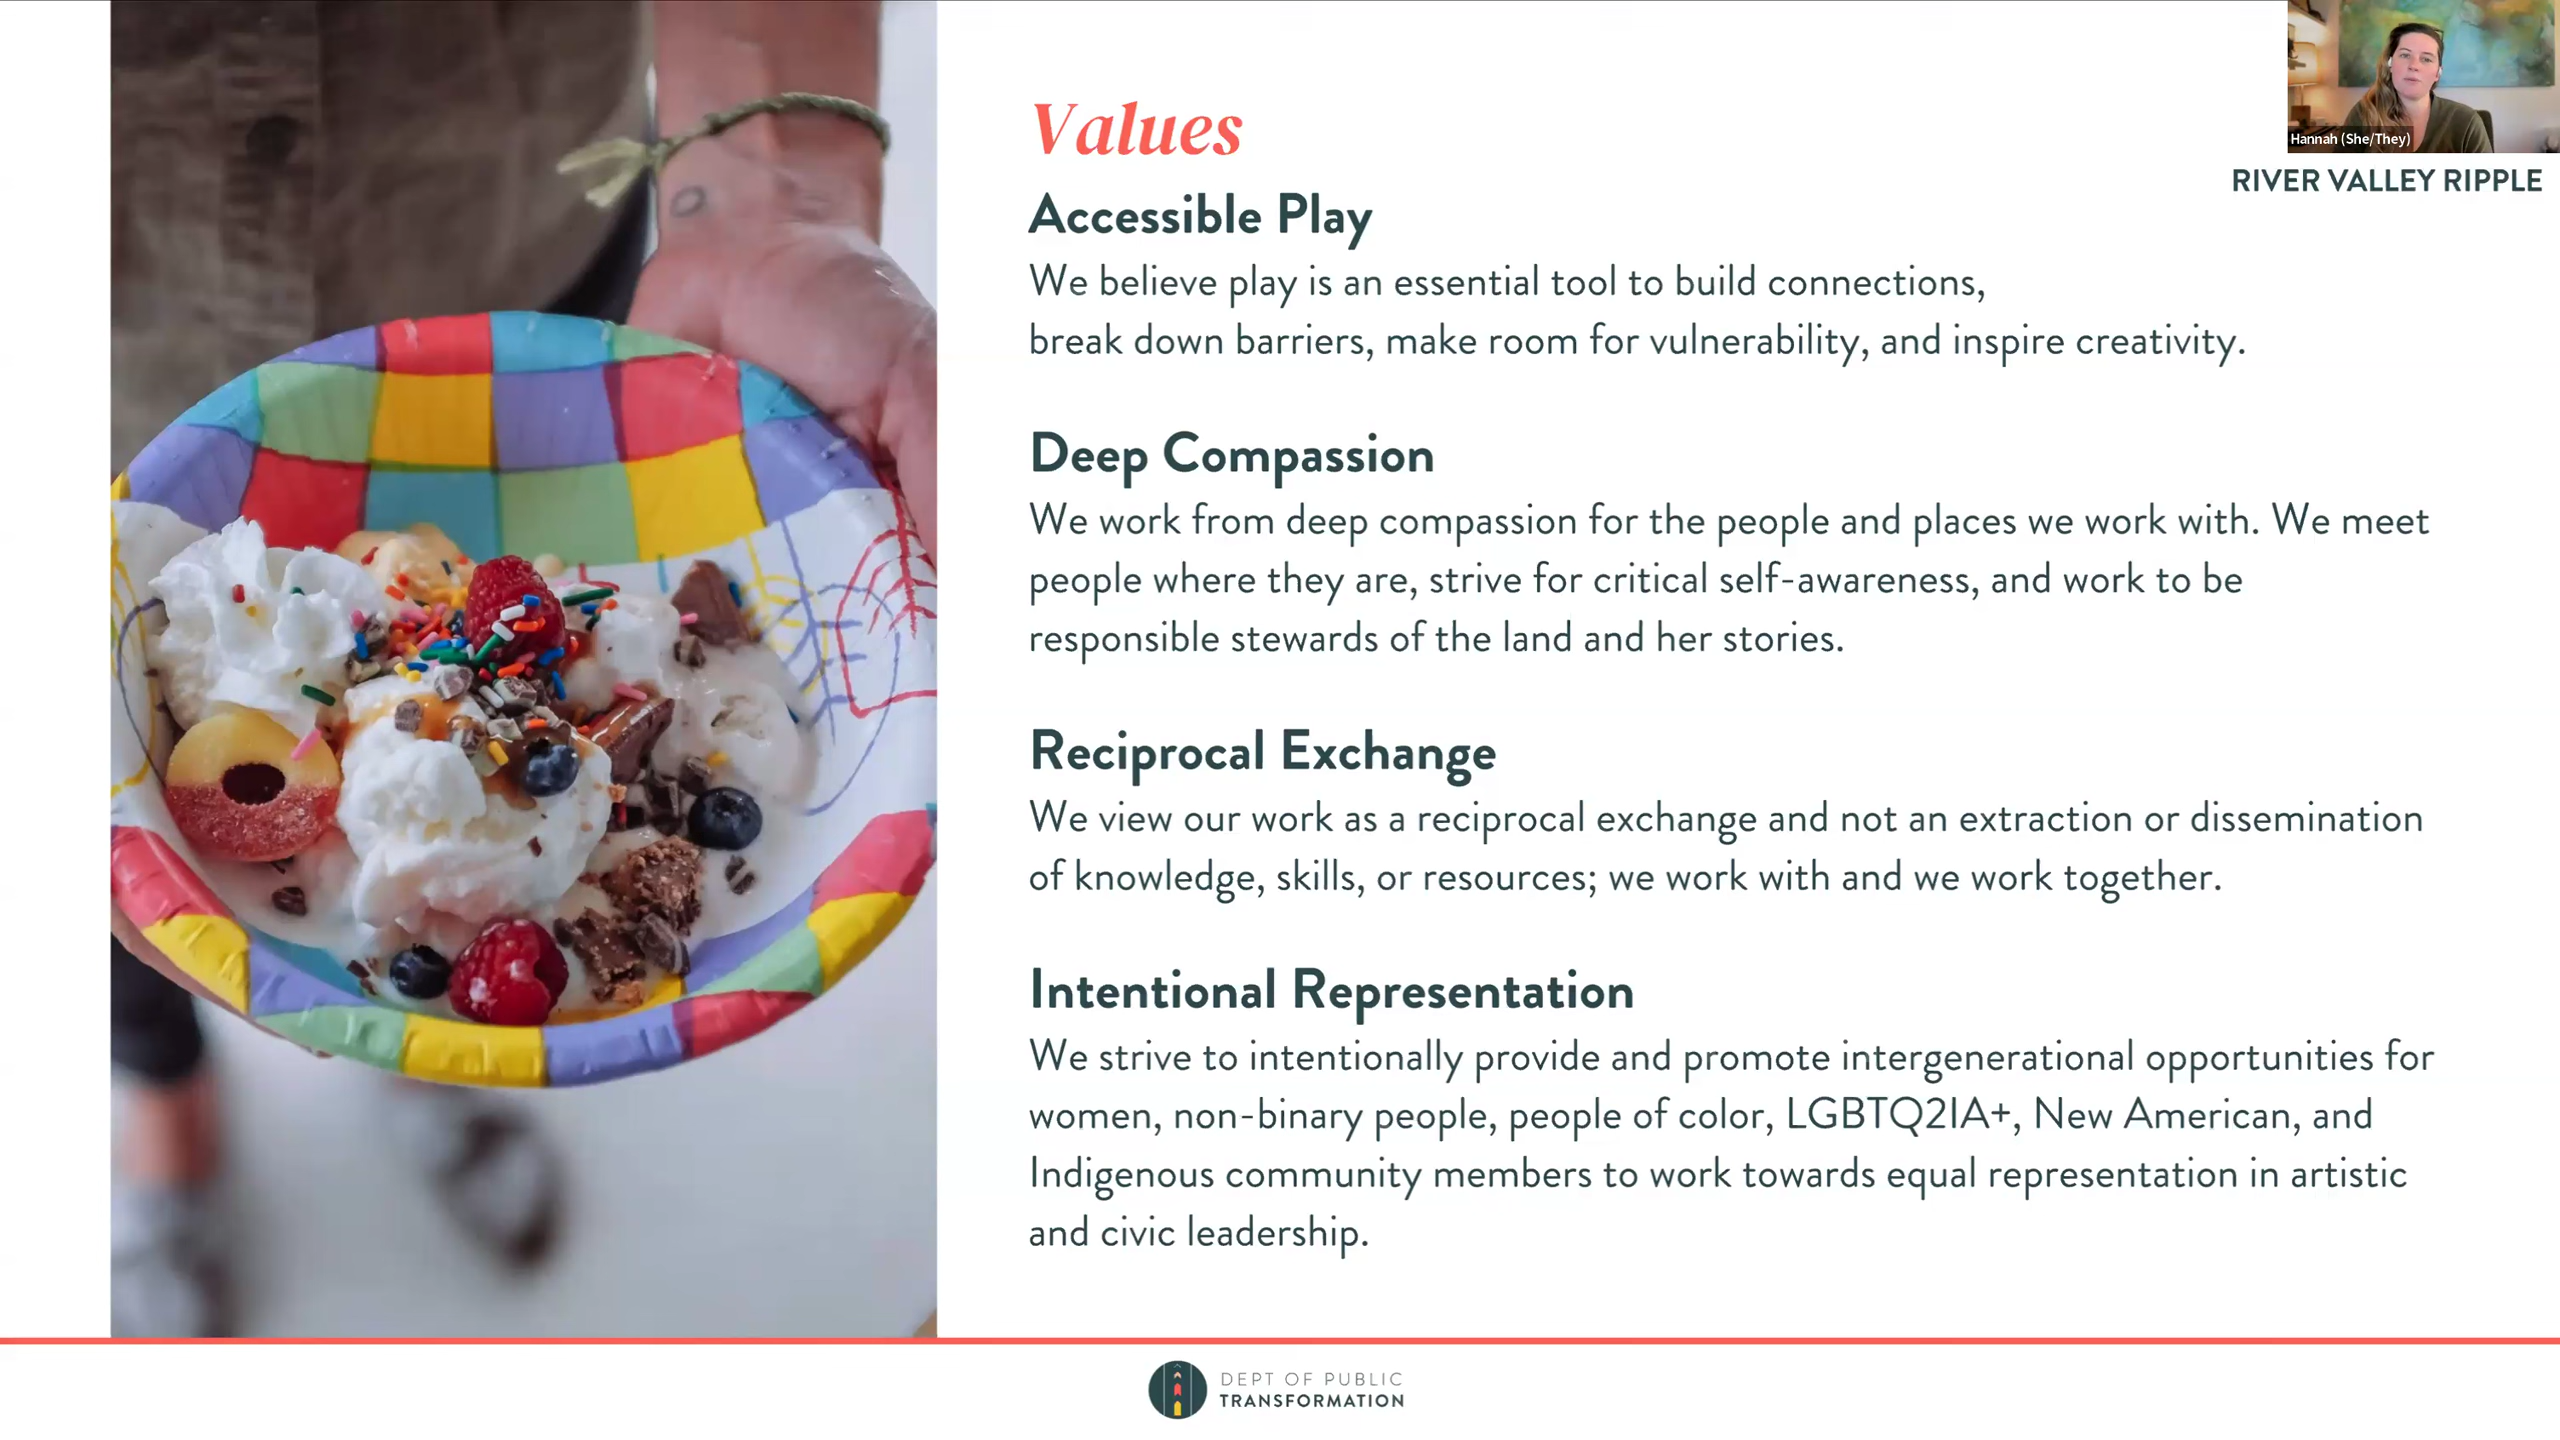 Values
Hannah (She/They)
RIVER VALLEY RIPPLE
Accessible Play
We believe play is an essential tool to build connections,
break down barriers, make room for vulnerability, and inspire creativity.
Deep Compassion
We work from deep compassion for the people and places we work with. We meet
people where they are, strive for critical self-awareness, and work to be
responsible stewards of the land and her stories.
Reciprocal Exchange
We view our work as a reciprocal exchange and not an extraction or dissemination
of knowledge, skills, or resources; we work with and we work together.
Intentional Representation
We strive to intentionally provide and promote intergenerational opportunities for
women, non-binary people, people of color, LGBTQ2IA+, New American, and
Indigenous community members to work towards equal representation in artistic
and civic leadership.
DEPT OF PUBLIC
TRANSFORMATION